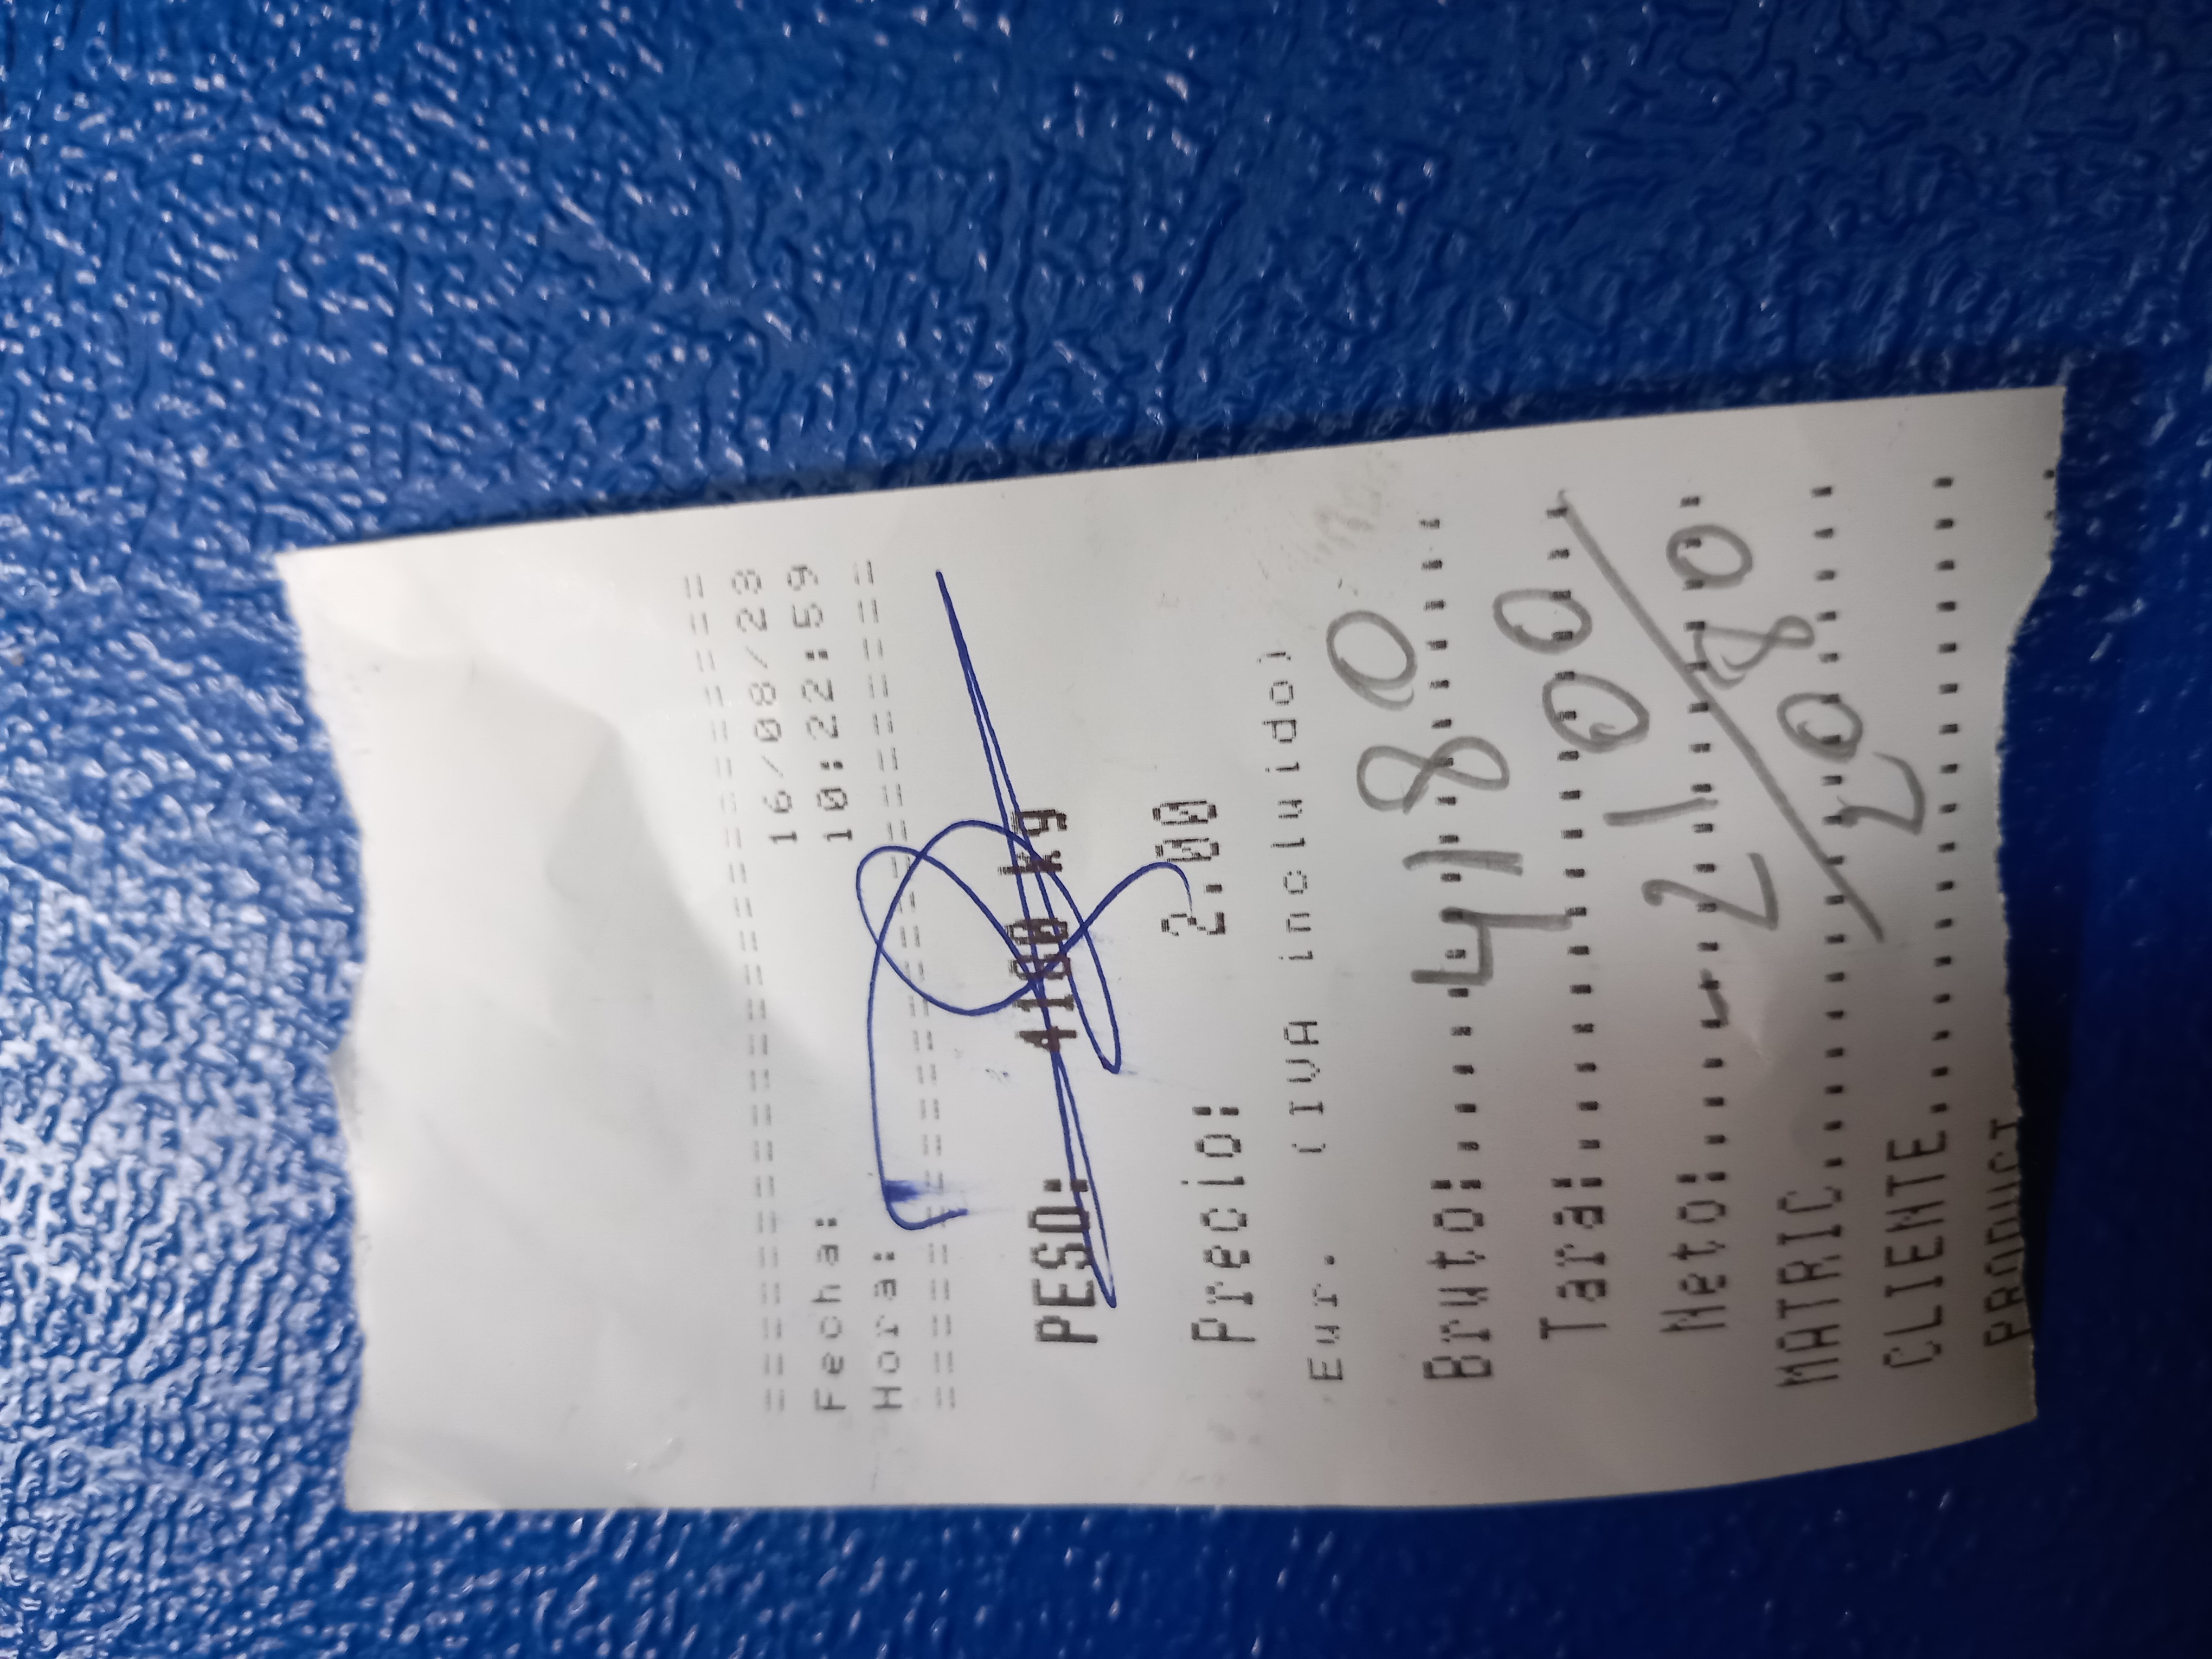 ==========================
Fecha: 16/08/23
Hora: 10:22:59
==========================
PESO: 4180 kg
Precio: 2.00
Eur. (IVA incluido)
Bruto:................
4180
Tara:................
- 2100
Neto:................
2080
MATRIC................
CLIENTE................
PRODUCT